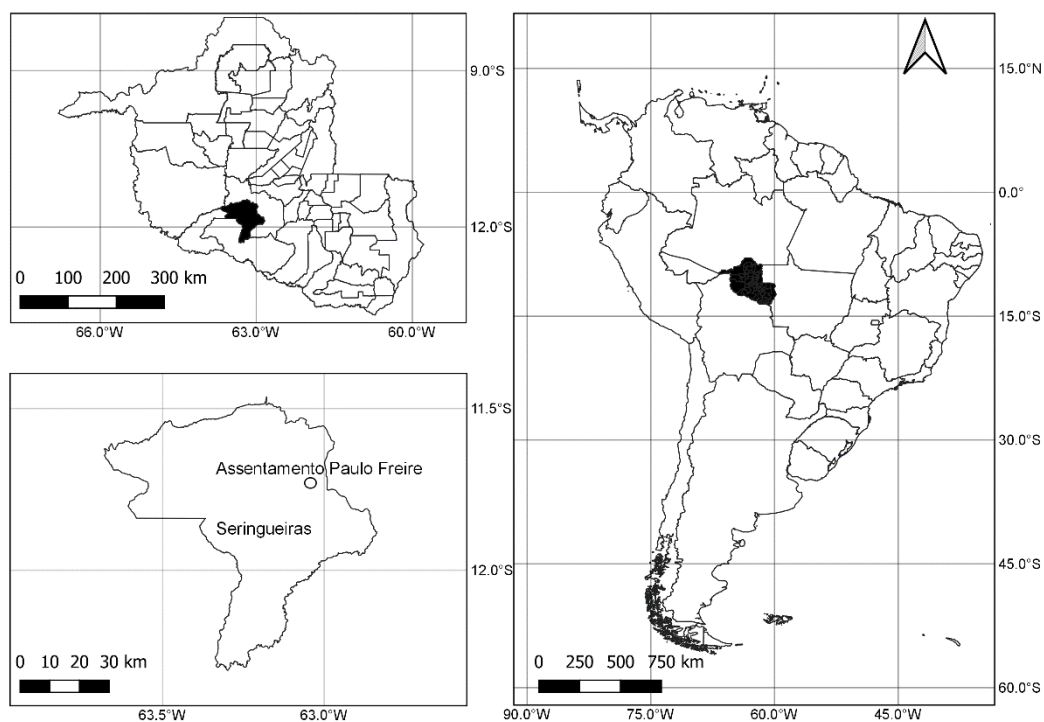 9.0°S
12.0°S
0 100 200 300 km
66.0°W 63.0°W 60.0°W
11.5°S
Assentamento Paulo Freire
Seringueiras
12.0°S
0 10 20 30 km
63.5°W 63.0°W
15.0°N
0.0°
15.0°S
30.0°S
45.0°S
0 250 500 750 km
60.0°S
90.0°W 75.0°W 60.0°W 45.0°W